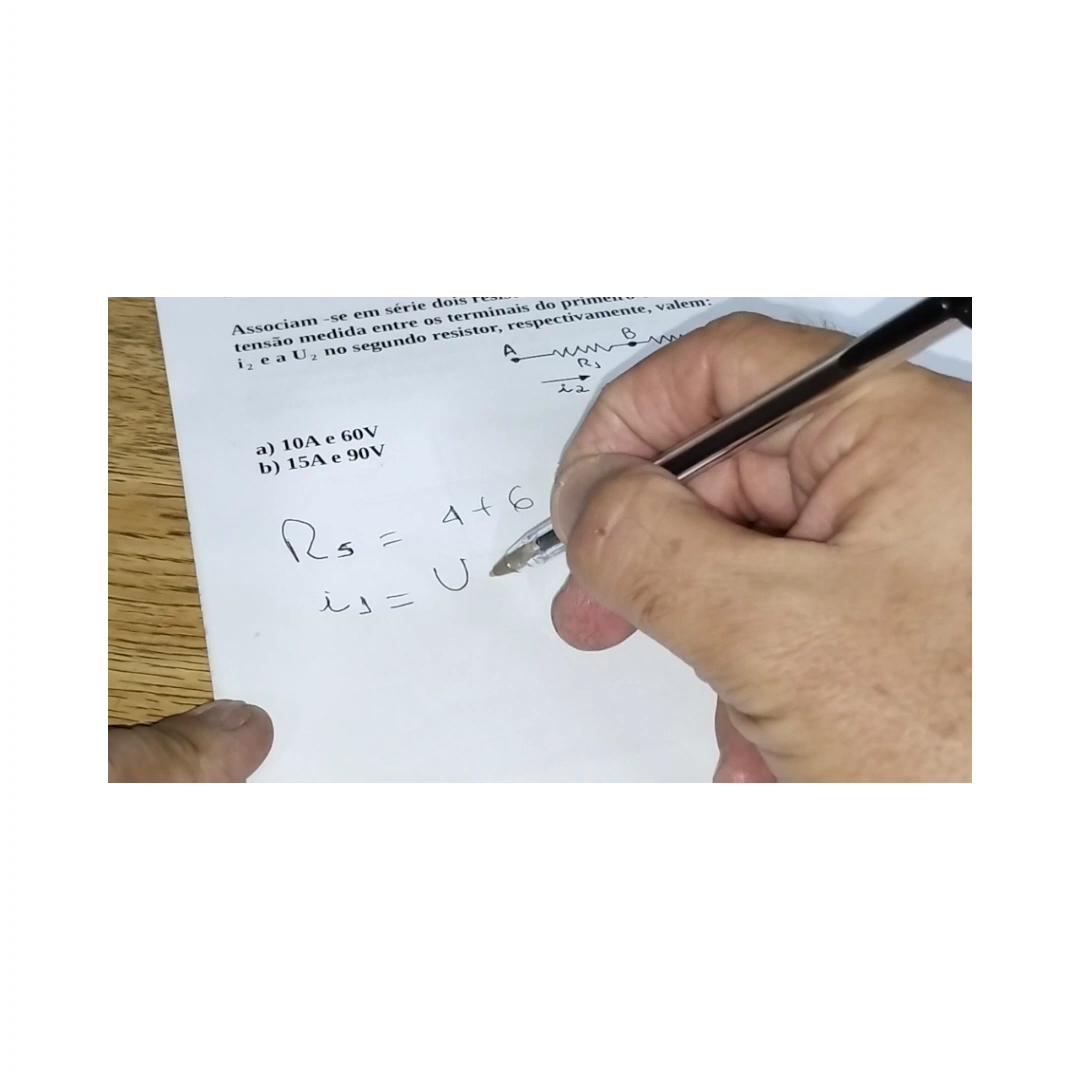 Associam -se em série dois
tensão medida entre os terminais do primeiro
i₂ e a U₂ no segundo resistor, respectivamente, valem:
A B
R₁
i₂
a) 10A e 60V
b) 15A e 90V
Rs = 4+6
i₁ = U